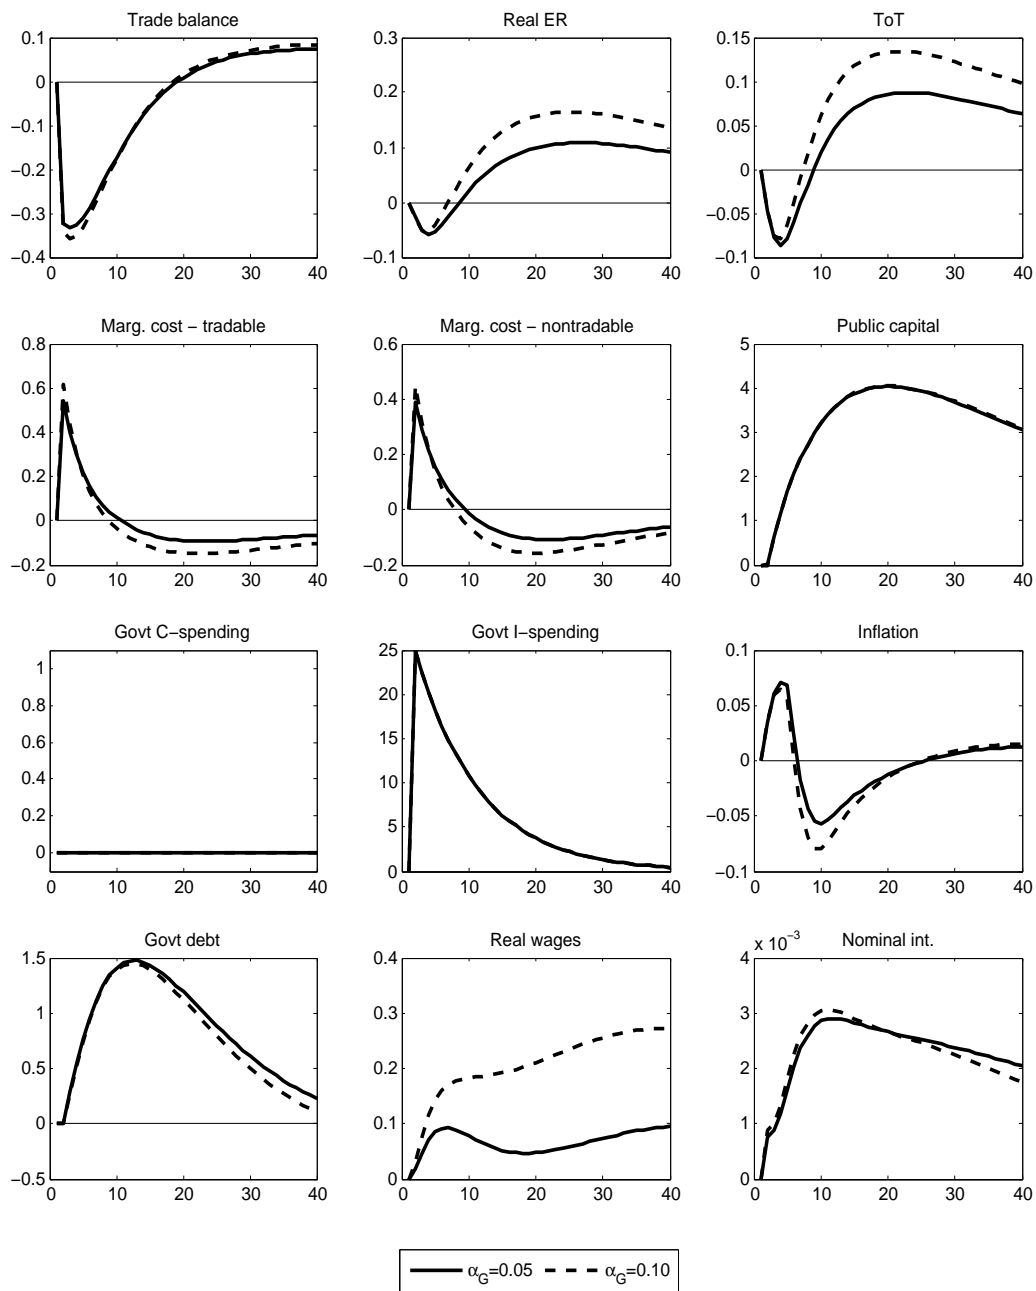 Trade balance
0.1
0
−0.1
−0.2
−0.3
−0.4
0 10 20 30 40
Real ER
0.3
0.2
0.1
0
−0.1
0 10 20 30 40
ToT
0.15
0.1
0.05
0
−0.05
−0.1
0 10 20 30 40
Marg. cost − tradable
0.8
0.6
0.4
0.2
0
−0.2
0 10 20 30 40
Marg. cost − nontradable
0.6
0.4
0.2
0
−0.2
0 10 20 30 40
Public capital
5
4
3
2
1
0
0 10 20 30 40
Govt C−spending
1
0.8
0.6
0.4
0.2
0
0 10 20 30 40
Govt I−spending
25
20
15
10
5
0
0 10 20 30 40
Inflation
0.1
0.05
0
−0.05
−0.1
0 10 20 30 40
Govt debt
1.5
1
0.5
0
−0.5
0 10 20 30 40
Real wages
0.4
0.3
0.2
0.1
0
0 10 20 30 40
Nominal int.
x 10⁻³
4
3
2
1
0
0 10 20 30 40
α_G=0.05 α_G=0.10